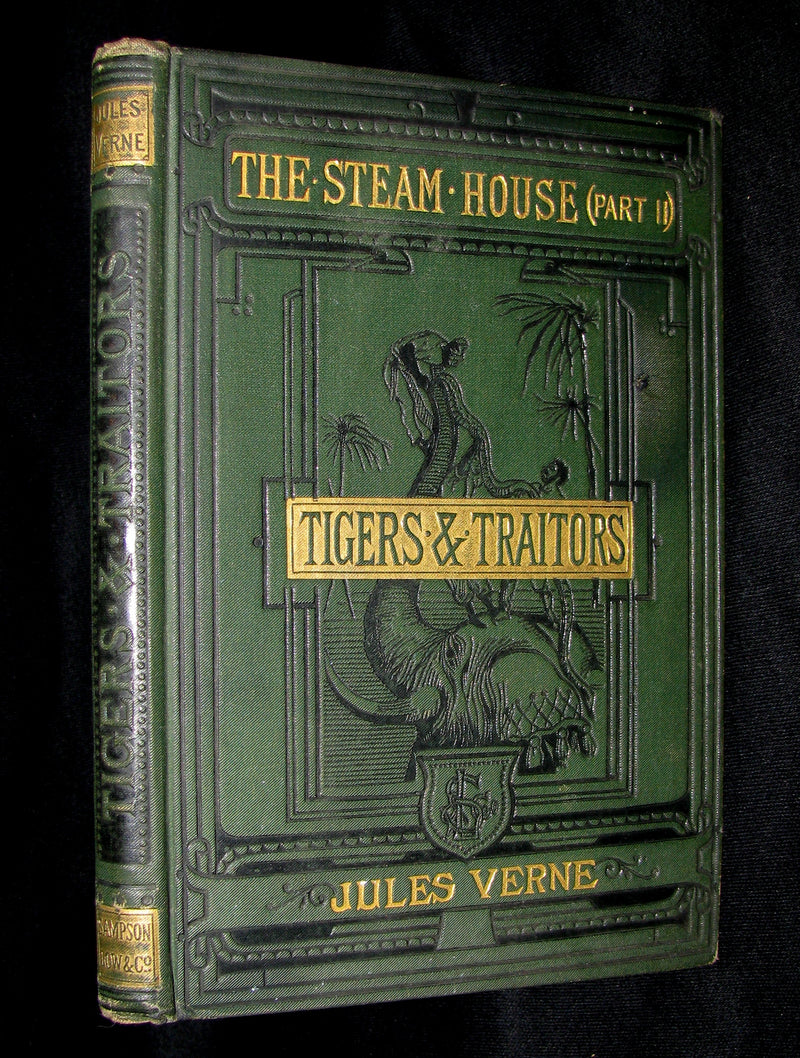 JULES
VERNE
TIGERS & TRAITORS
SAMPSON
LOW & Co.
THE · STEAM · HOUSE (PART II)
TIGERS · & · TRAITORS
JULES VERNE